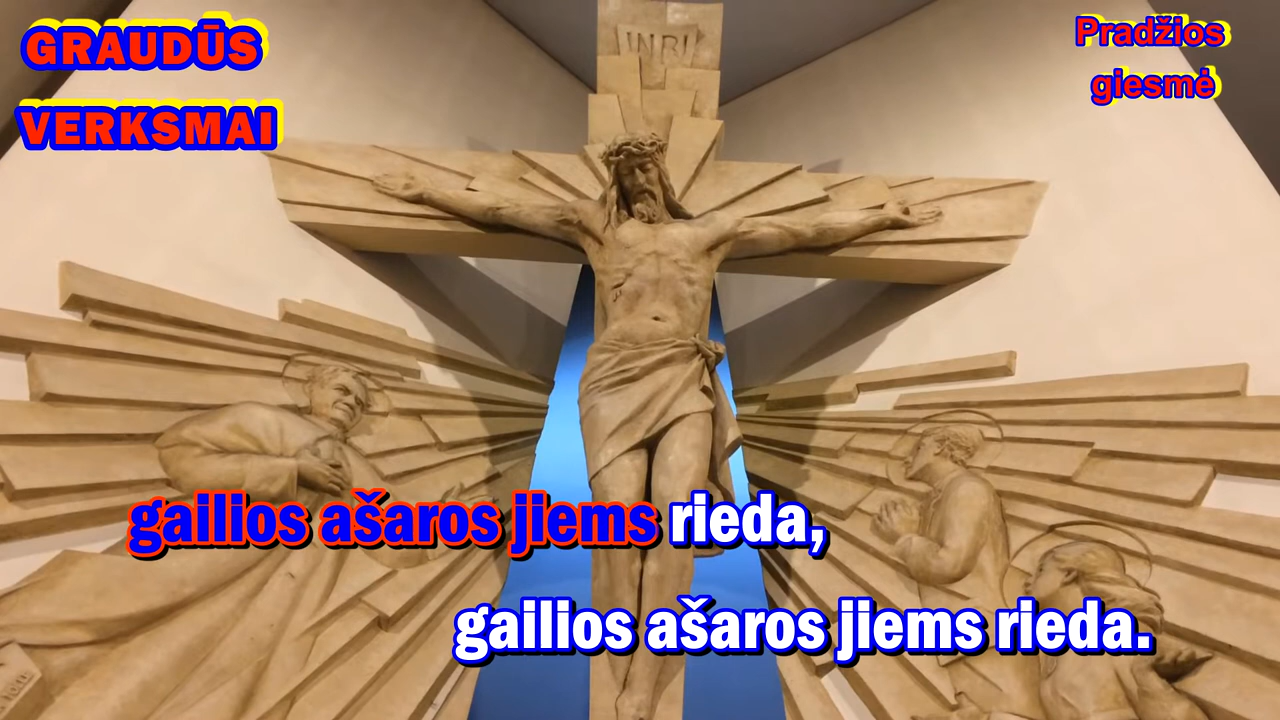 GRAUDŪS
VERKSMAI
Pradžios
giesmė
INRI
gailios ašaros jiems rieda,
gailios ašaros jiems rieda.